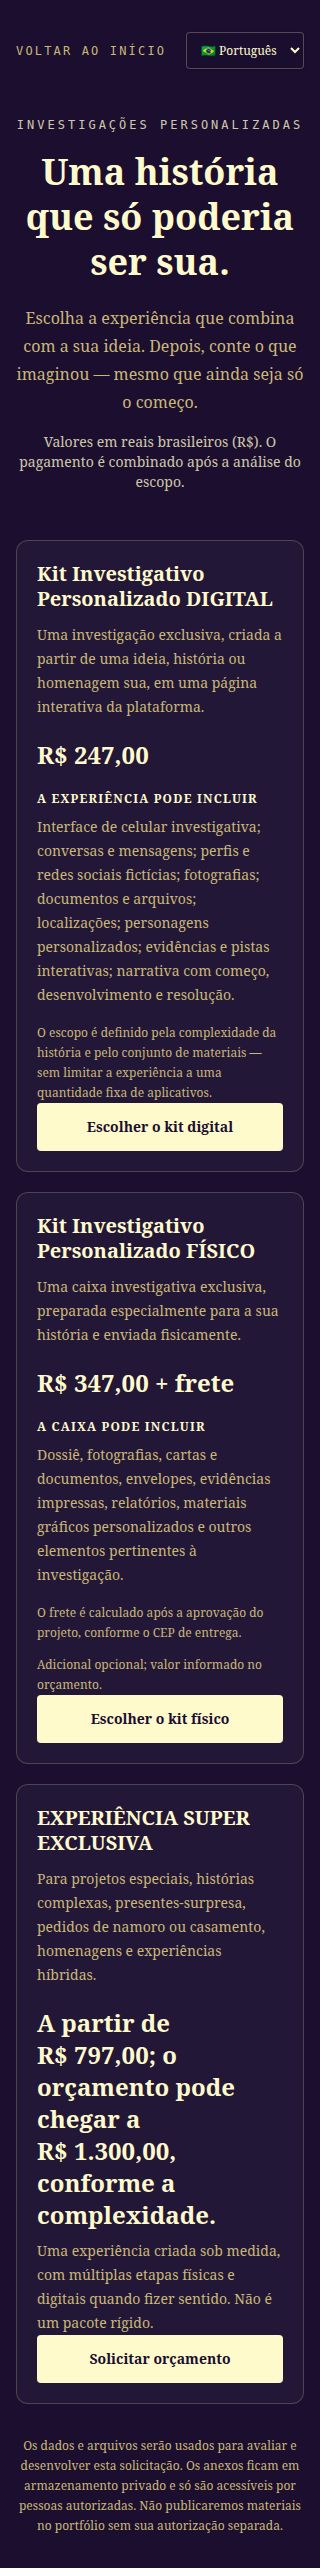 VOLTAR AO INÍCIO
🇧🇷 Português
INVESTIGAÇÕES PERSONALIZADAS
Uma história
que só poderia
ser sua.
Escolha a experiência que combina
com a sua ideia. Depois, conte o que
imaginou — mesmo que ainda seja só
o começo.
Valores em reais brasileiros (R$). O
pagamento é combinado após a análise do
escopo.
Kit Investigativo
Personalizado DIGITAL
Uma investigação exclusiva, criada a
partir de uma ideia, história ou
homenagem sua, em uma página
interativa da plataforma.
R$ 247,00
A EXPERIÊNCIA PODE INCLUIR
Interface de celular investigativa;
conversas e mensagens; perfis e
redes sociais fictícias; fotografias;
documentos e arquivos;
localizações; personagens
personalizados; evidências e pistas
interativas; narrativa com começo,
desenvolvimento e resolução.
O escopo é definido pela complexidade da
história e pelo conjunto de materiais —
sem limitar a experiência a uma
quantidade fixa de aplicativos.
Escolher o kit digital
Kit Investigativo
Personalizado FÍSICO
Uma caixa investigativa exclusiva,
preparada especialmente para a sua
história e enviada fisicamente.
R$ 347,00 + frete
A CAIXA PODE INCLUIR
Dossiê, fotografias, cartas e
documentos, envelopes, evidências
impressas, relatórios, materiais
gráficos personalizados e outros
elementos pertinentes à
investigação.
O frete é calculado após a aprovação do
projeto, conforme o CEP de entrega.
Adicional opcional; valor informado no
orçamento.
Escolher o kit físico
EXPERIÊNCIA SUPER
EXCLUSIVA
Para projetos especiais, histórias
complexas, presentes-surpresa,
pedidos de namoro ou casamento,
homenagens e experiências
híbridas.
A partir de
R$ 797,00; o
orçamento pode
chegar a
R$ 1.300,00,
conforme a
complexidade.
Uma experiência criada sob medida,
com múltiplas etapas físicas e
digitais quando fizer sentido. Não é
um pacote rígido.
Solicitar orçamento
Os dados e arquivos serão usados para avaliar e
desenvolver esta solicitação. Os anexos ficam em
armazenamento privado e só são acessíveis por
pessoas autorizadas. Não publicaremos materiais
no portfólio sem sua autorização separada.